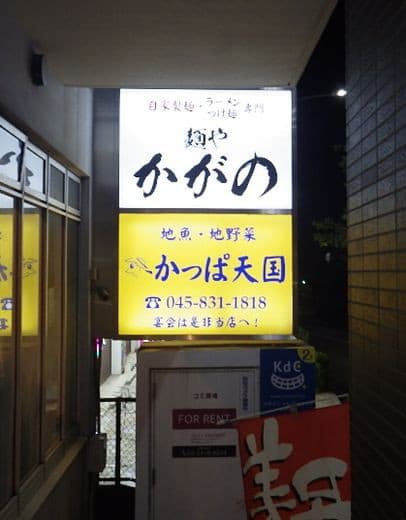 自家製麺・ラーメン つけ麺 専門
麺や
かがの
地魚・地野菜
かっぱ天国
☎045-831-1818
宴会は是非当店へ！
2
KdG
FOR RENT